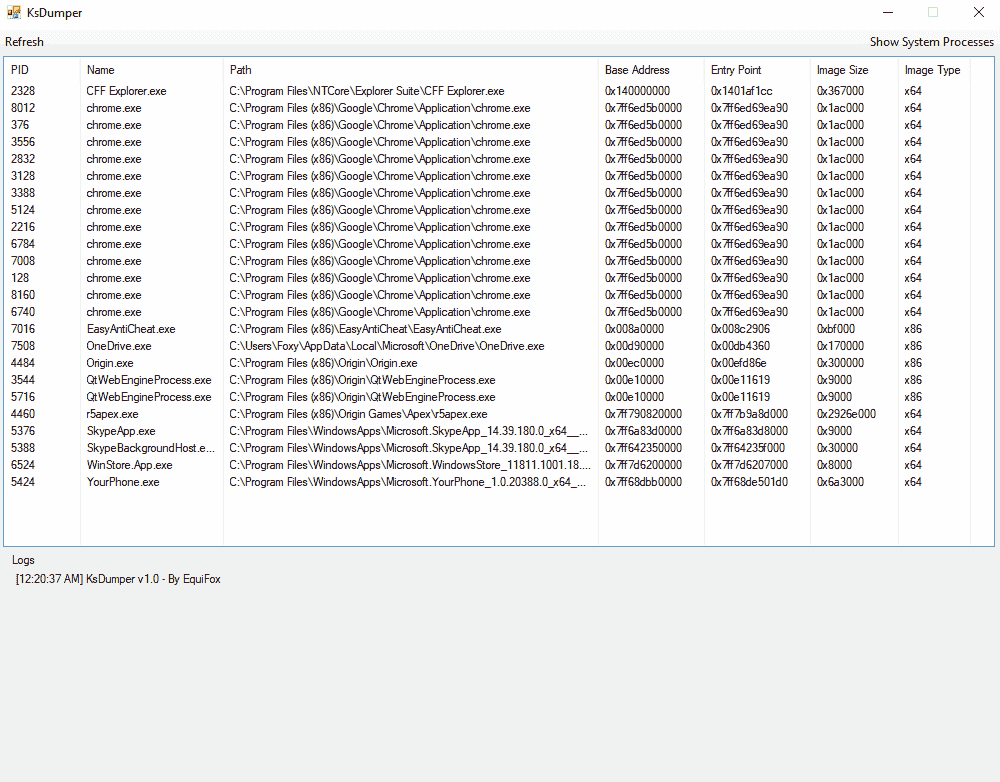 KsDumper
Refresh Show System Processes
PID Name Path Base Address Entry Point Image Size Image Type
2328 CFF Explorer.exe C:\Program Files\NTCore\Explorer Suite\CFF Explorer.exe 0x140000000 0x1401af1cc 0x367000 x64
8012 chrome.exe C:\Program Files (x86)\Google\Chrome\Application\chrome.exe 0x7ff6ed5b0000 0x7ff6ed69ea90 0x1ac000 x64
376 chrome.exe C:\Program Files (x86)\Google\Chrome\Application\chrome.exe 0x7ff6ed5b0000 0x7ff6ed69ea90 0x1ac000 x64
3556 chrome.exe C:\Program Files (x86)\Google\Chrome\Application\chrome.exe 0x7ff6ed5b0000 0x7ff6ed69ea90 0x1ac000 x64
2832 chrome.exe C:\Program Files (x86)\Google\Chrome\Application\chrome.exe 0x7ff6ed5b0000 0x7ff6ed69ea90 0x1ac000 x64
3128 chrome.exe C:\Program Files (x86)\Google\Chrome\Application\chrome.exe 0x7ff6ed5b0000 0x7ff6ed69ea90 0x1ac000 x64
3388 chrome.exe C:\Program Files (x86)\Google\Chrome\Application\chrome.exe 0x7ff6ed5b0000 0x7ff6ed69ea90 0x1ac000 x64
5124 chrome.exe C:\Program Files (x86)\Google\Chrome\Application\chrome.exe 0x7ff6ed5b0000 0x7ff6ed69ea90 0x1ac000 x64
2216 chrome.exe C:\Program Files (x86)\Google\Chrome\Application\chrome.exe 0x7ff6ed5b0000 0x7ff6ed69ea90 0x1ac000 x64
6784 chrome.exe C:\Program Files (x86)\Google\Chrome\Application\chrome.exe 0x7ff6ed5b0000 0x7ff6ed69ea90 0x1ac000 x64
7008 chrome.exe C:\Program Files (x86)\Google\Chrome\Application\chrome.exe 0x7ff6ed5b0000 0x7ff6ed69ea90 0x1ac000 x64
128 chrome.exe C:\Program Files (x86)\Google\Chrome\Application\chrome.exe 0x7ff6ed5b0000 0x7ff6ed69ea90 0x1ac000 x64
8160 chrome.exe C:\Program Files (x86)\Google\Chrome\Application\chrome.exe 0x7ff6ed5b0000 0x7ff6ed69ea90 0x1ac000 x64
6740 chrome.exe C:\Program Files (x86)\Google\Chrome\Application\chrome.exe 0x7ff6ed5b0000 0x7ff6ed69ea90 0x1ac000 x64
7016 EasyAntiCheat.exe C:\Program Files (x86)\EasyAntiCheat\EasyAntiCheat.exe 0x008a0000 0x008c2906 0xbf000 x86
7508 OneDrive.exe C:\Users\Foxy\AppData\Local\Microsoft\OneDrive\OneDrive.exe 0x00d90000 0x00db4360 0x170000 x86
4484 Origin.exe C:\Program Files (x86)\Origin\Origin.exe 0x00ec0000 0x00efd86e 0x300000 x86
3544 QtWebEngineProcess.exe C:\Program Files (x86)\Origin\QtWebEngineProcess.exe 0x00e10000 0x00e11619 0x9000 x86
5716 QtWebEngineProcess.exe C:\Program Files (x86)\Origin\QtWebEngineProcess.exe 0x00e10000 0x00e11619 0x9000 x86
4460 r5apex.exe C:\Program Files (x86)\Origin Games\Apex\r5apex.exe 0x7ff790820000 0x7ff7b9a8d000 0x2926e000 x64
5376 SkypeApp.exe C:\Program Files\WindowsApps\Microsoft.SkypeApp_14.39.180.0_x64__... 0x7ff6a83d0000 0x7ff6a83d8000 0x9000 x64
5388 SkypeBackgroundHost.e... C:\Program Files\WindowsApps\Microsoft.SkypeApp_14.39.180.0_x64__... 0x7ff642350000 0x7ff64235f000 0x30000 x64
6524 WinStore.App.exe C:\Program Files\WindowsApps\Microsoft.WindowsStore_11811.1001.18.... 0x7ff7d6200000 0x7ff7d6207000 0x8000 x64
5424 YourPhone.exe C:\Program Files\WindowsApps\Microsoft.YourPhone_1.0.20388.0_x64_... 0x7ff68dbb0000 0x7ff68de501d0 0x6a3000 x64
Logs
[12:20:37 AM] KsDumper v1.0 - By EquiFox